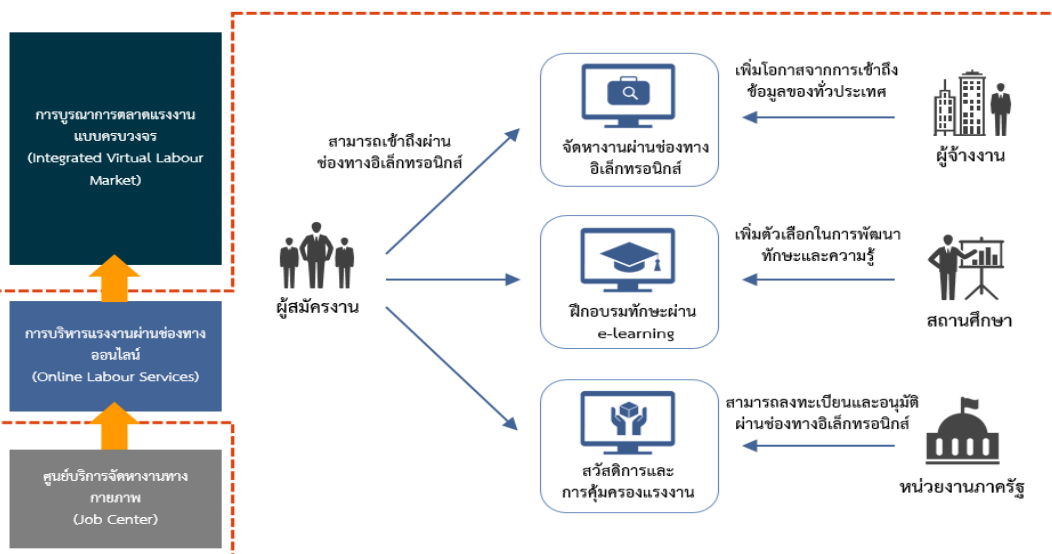 การบูรณาการตลาดแรงงาน
แบบครบวงจร
(Integrated Virtual Labour
Market)
การบริหารแรงงานผ่านช่องทาง
ออนไลน์
(Online Labour Services)
ศูนย์บริการจัดหางานทาง
กายภาพ
(Job Center)
สามารถเข้าถึงผ่าน
ช่องทางอิเล็กทรอนิกส์
ผู้สมัครงาน
จัดหางานผ่านช่องทาง
อิเล็กทรอนิกส์
เพิ่มโอกาสจากการเข้าถึง
ข้อมูลของทั่วประเทศ
ผู้จ้างงาน
ฝึกอบรมทักษะผ่าน
e-learning
เพิ่มตัวเลือกในการพัฒนา
ทักษะและความรู้
สถานศึกษา
สวัสดิการและ
การคุ้มครองแรงงาน
สามารถลงทะเบียนและอนุมัติ
ผ่านช่องทางอิเล็กทรอนิกส์
หน่วยงานภาครัฐ